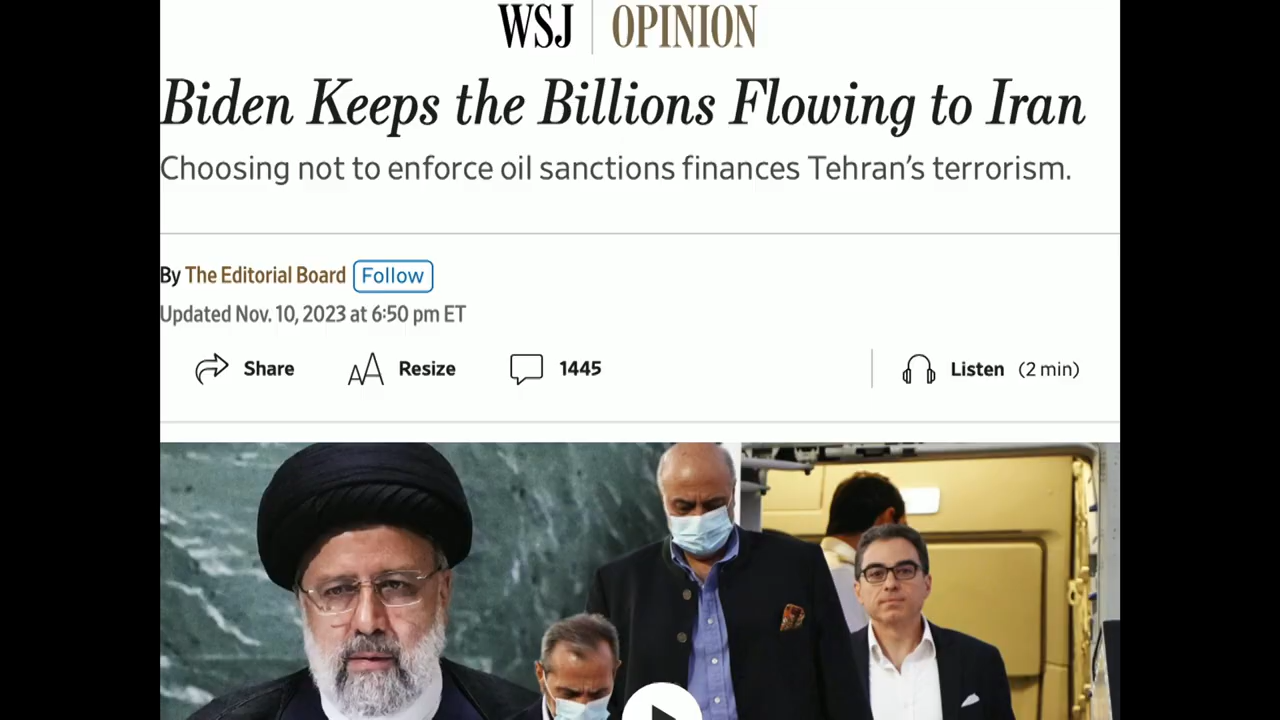 WSJ OPINION
Biden Keeps the Billions Flowing to Iran
Choosing not to enforce oil sanctions finances Tehran’s terrorism.
By The Editorial Board Follow
Updated Nov. 10, 2023 at 6:50 pm ET
Share AA Resize 1445 Listen (2 min)